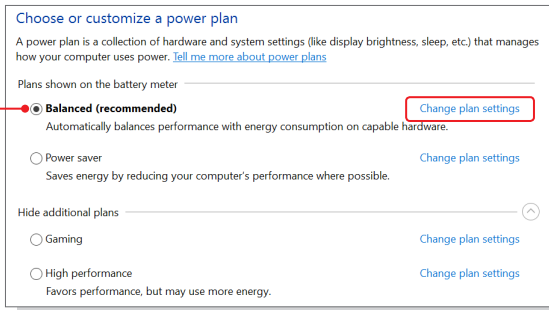 Choose or customize a power plan
A power plan is a collection of hardware and system settings (like display brightness, sleep, etc.) that manages
how your computer uses power. Tell me more about power plans
Plans shown on the battery meter
Balanced (recommended) Change plan settings
Automatically balances performance with energy consumption on capable hardware.
Power saver Change plan settings
Saves energy by reducing your computer's performance where possible.
Hide additional plans
Gaming Change plan settings
High performance Change plan settings
Favors performance, but may use more energy.